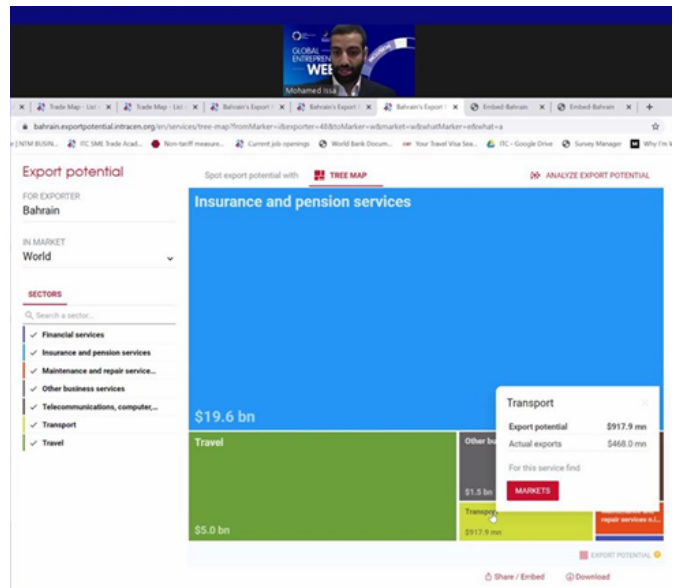 GLOBAL
ENTREPREN
WEE
Mohamed Issa
Trade Map - List
Trade Map - List
Bahrain's Export
Bahrain's Export
Bahrain's Export
Embed-Bahrain
Embed-Bahrain
bahrain.exportpotential.intracen.org/en/services/tree-map?fromMarker=i&exporter=48&toMarker=w&market=w&whatMarker=e&what=a
] NTM BUSIN...
ITC SME Trade Acad...
Non-tariff measure...
Current job openings
World Bank Docum...
Your Travel Visa Sea...
ITC - Google Drive
Survey Manager
Why I'm
Export potential
Spot export potential with
TREE MAP
ANALYZE EXPORT POTENTIAL
FOR EXPORTER
Bahrain
IN MARKET
World
SECTORS
Search a sector...
Financial services
Insurance and pension services
Maintenance and repair service...
Other business services
Telecommunications, computer,...
Transport
Travel
Insurance and pension services
$19.6 bn
Travel
$5.0 bn
Other bu
$1.5 bn
Transpor
$917.9 mn
Transport
Export potential $917.9 mn
Actual exports $468.0 mn
For this service find
MARKETS
repair services n.i...
EXPORT POTENTIAL
Share / Embed
Download